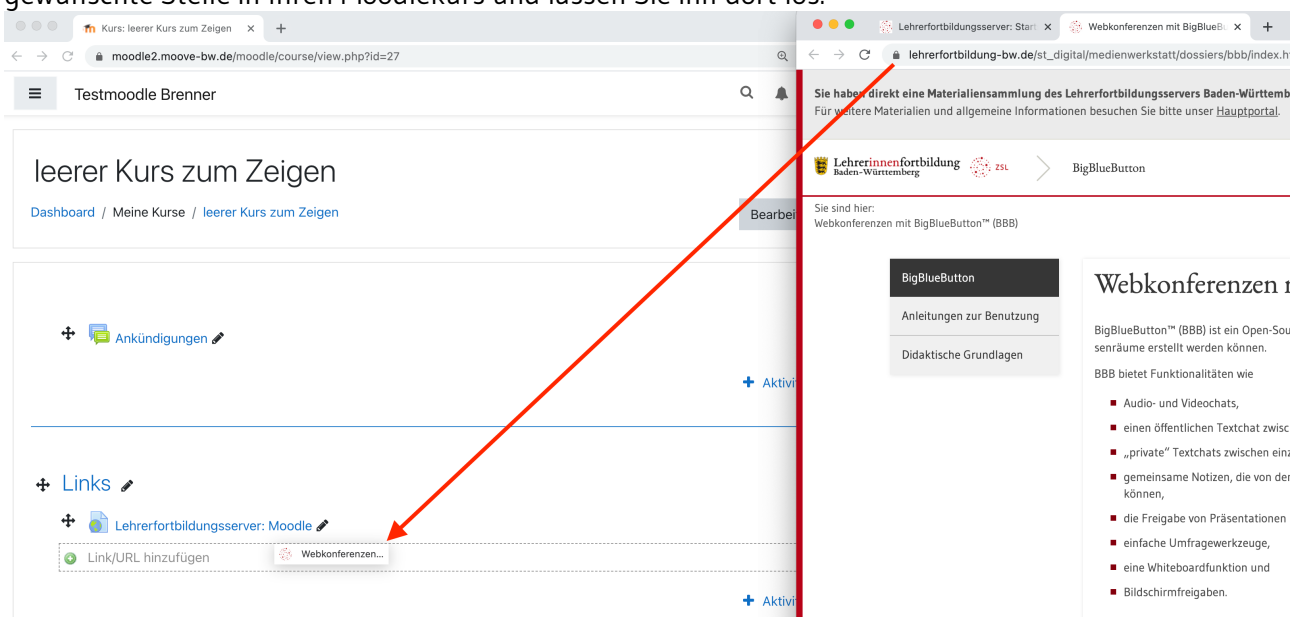 gewünschte Stelle in Ihren Moodlekurs und lassen Sie ihn dort los.
Kurs: leerer Kurs zum Zeigen
moodle2.moove-bw.de/moodle/course/view.php?id=27
Testmoodle Brenner
leerer Kurs zum Zeigen
Dashboard / Meine Kurse / leerer Kurs zum Zeigen
Bearbei
Ankündigungen
Aktivi
Links
Lehrerfortbildungsserver: Moodle
Link/URL hinzufügen
Webkonferenzen...
Aktivi
Lehrerfortbildungsserver: Start
Webkonferenzen mit BigBlueB
lehrerfortbildung-bw.de/st_digital/medienwerkstatt/dossiers/bbb/index.h
Sie haben direkt eine Materialiensammlung des Lehrerfortbildungsservers Baden-Württemb
Für weitere Materialien und allgemeine Informationen besuchen Sie bitte unser Hauptportal.
Lehrerinnenfortbildung
Baden-Württemberg
ZSL
BigBlueButton
Sie sind hier:
Webkonferenzen mit BigBlueButton™ (BBB)
BigBlueButton
Anleitungen zur Benutzung
Didaktische Grundlagen
Webkonferenzen
BigBlueButton™ (BBB) ist ein Open-Sou
senräume erstellt werden können.
BBB bietet Funktionalitäten wie
Audio- und Videochats,
einen öffentlichen Textchat zwisc
„private“ Textchats zwischen einz
gemeinsame Notizen, die von der
können,
die Freigabe von Präsentationen
einfache Umfragewerkzeuge,
eine Whiteboardfunktion und
Bildschirmfreigaben.